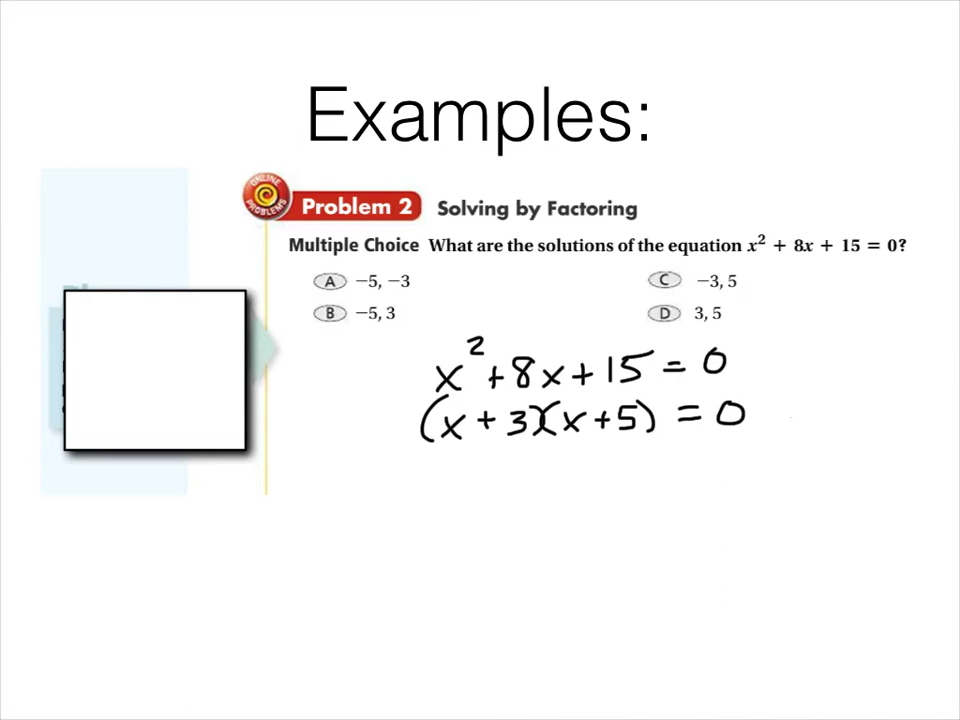 Examples:
ONLINE PROBLEMS
Problem 2 Solving by Factoring
Multiple Choice What are the solutions of the equation x² + 8x + 15 = 0?
A −5, −3 C −3, 5
B −5, 3 D 3, 5
x² + 8x + 15 = 0
(x + 3)(x + 5) = 0